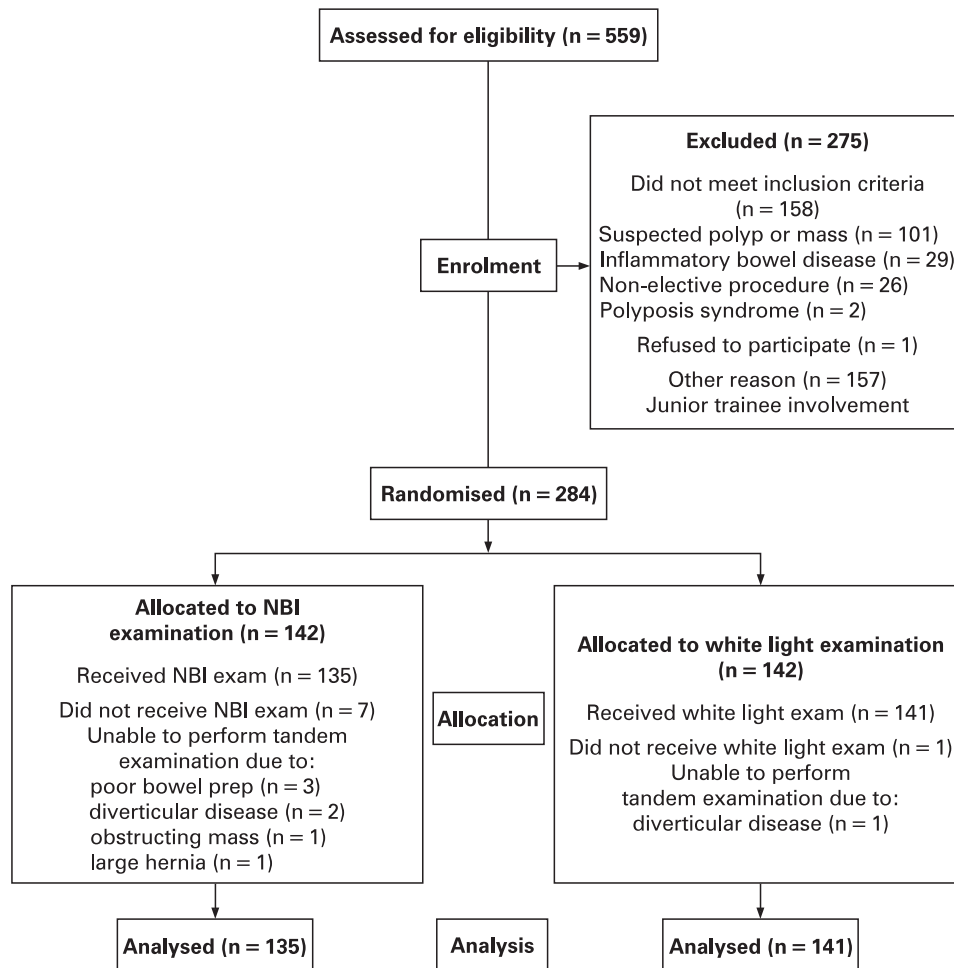 Assessed for eligibility (n = 559)
Excluded (n = 275)
Did not meet inclusion criteria
(n = 158)
Suspected polyp or mass (n = 101)
Inflammatory bowel disease (n = 29)
Non-elective procedure (n = 26)
Polyposis syndrome (n = 2)
Refused to participate (n = 1)
Other reason (n = 157)
Junior trainee involvement
Enrolment
Randomised (n = 284)
Allocated to NBI
examination (n = 142)
Received NBI exam (n = 135)
Did not receive NBI exam (n = 7)
Unable to perform tandem
examination due to:
poor bowel prep (n = 3)
diverticular disease (n = 2)
obstructing mass (n = 1)
large hernia (n = 1)
Allocation
Allocated to white light examination
(n = 142)
Received white light exam (n = 141)
Did not receive white light exam (n = 1)
Unable to perform
tandem examination due to:
diverticular disease (n = 1)
Analysed (n = 135)
Analysis
Analysed (n = 141)